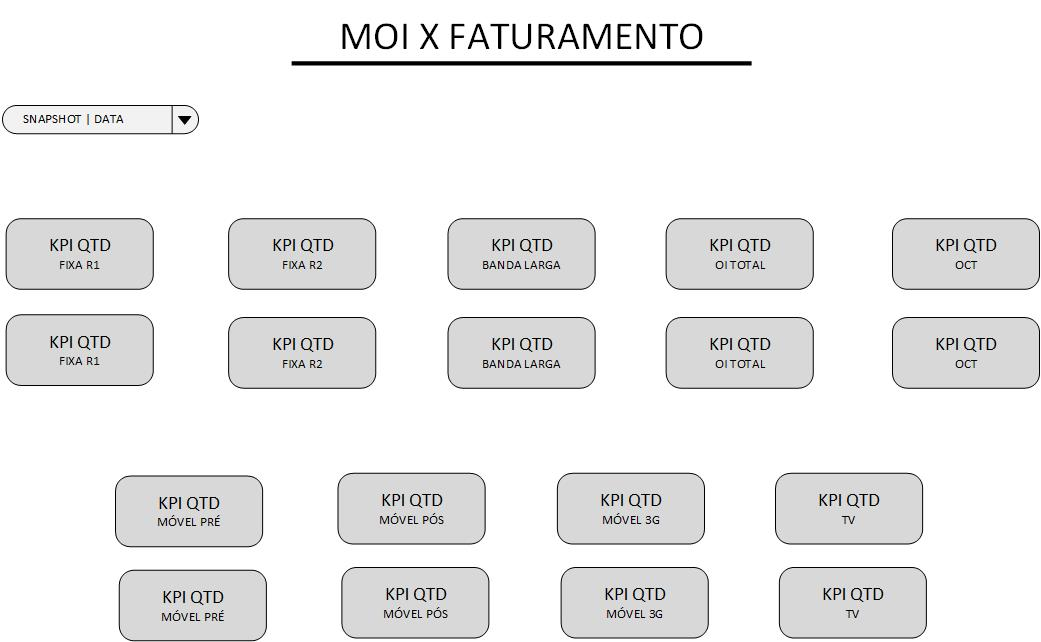 MOI X FATURAMENTO
SNAPSHOT | DATA
KPI QTD KPI QTD KPI QTD KPI QTD KPI QTD
FIXA R1 FIXA R2 BANDA LARGA OI TOTAL OCT
KPI QTD KPI QTD KPI QTD KPI QTD KPI QTD
FIXA R1 FIXA R2 BANDA LARGA OI TOTAL OCT
KPI QTD KPI QTD KPI QTD KPI QTD
MÓVEL PRÉ MÓVEL PÓS MÓVEL 3G TV
KPI QTD KPI QTD KPI QTD KPI QTD
MÓVEL PRÉ MÓVEL PÓS MÓVEL 3G TV